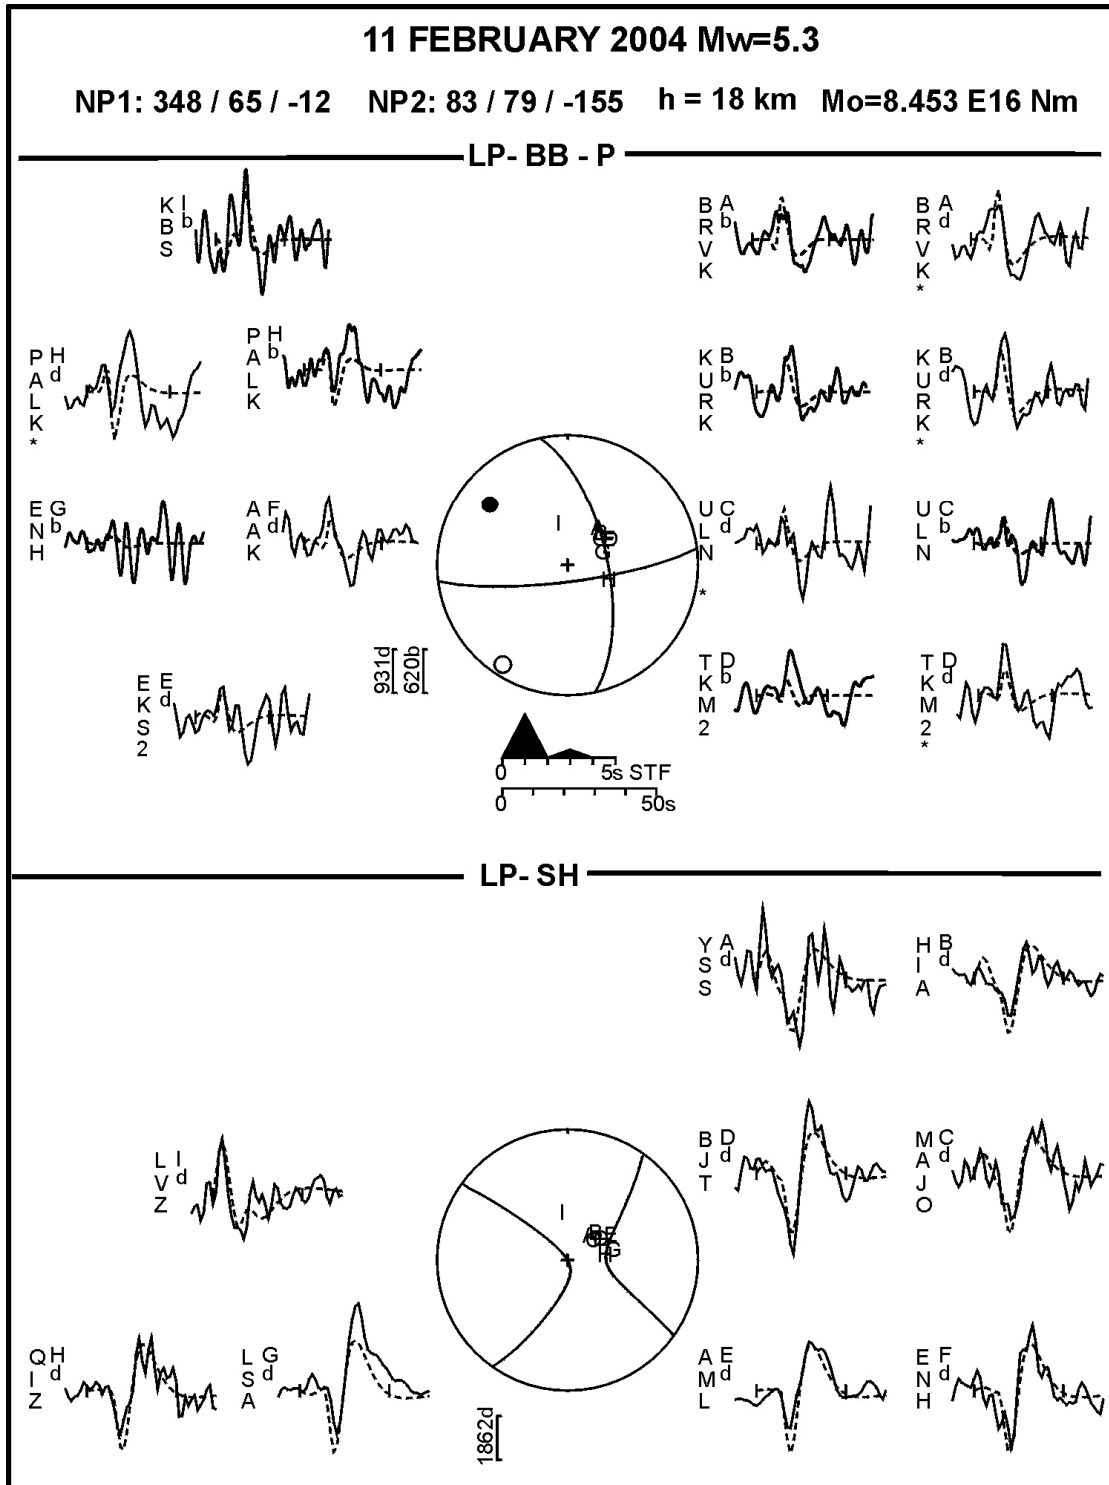 11 FEBRUARY 2004 Mw=5.3
NP1: 348 / 65 / -12 NP2: 83 / 79 / -155 h = 18 km Mo=8.453 E16 Nm
LP- BB - P
KBS I b
BRVK A b
BRVK * A d
PALK * H d
PALK H b
KURK B b
KURK * B d
ENH G b
AAK F d
ULN * C d
ULN C b
I
H
EKS2 E d
931d
620b
TKM2 D b
TKM2 * D d
0 5s STF
0 50s
LP- SH
YSS A d
HIA B d
LVZ I d
BJT D d
MAJO C d
I
B E
G
H
QIZ H d
LSA G d
AML E d
ENH F d
1862d